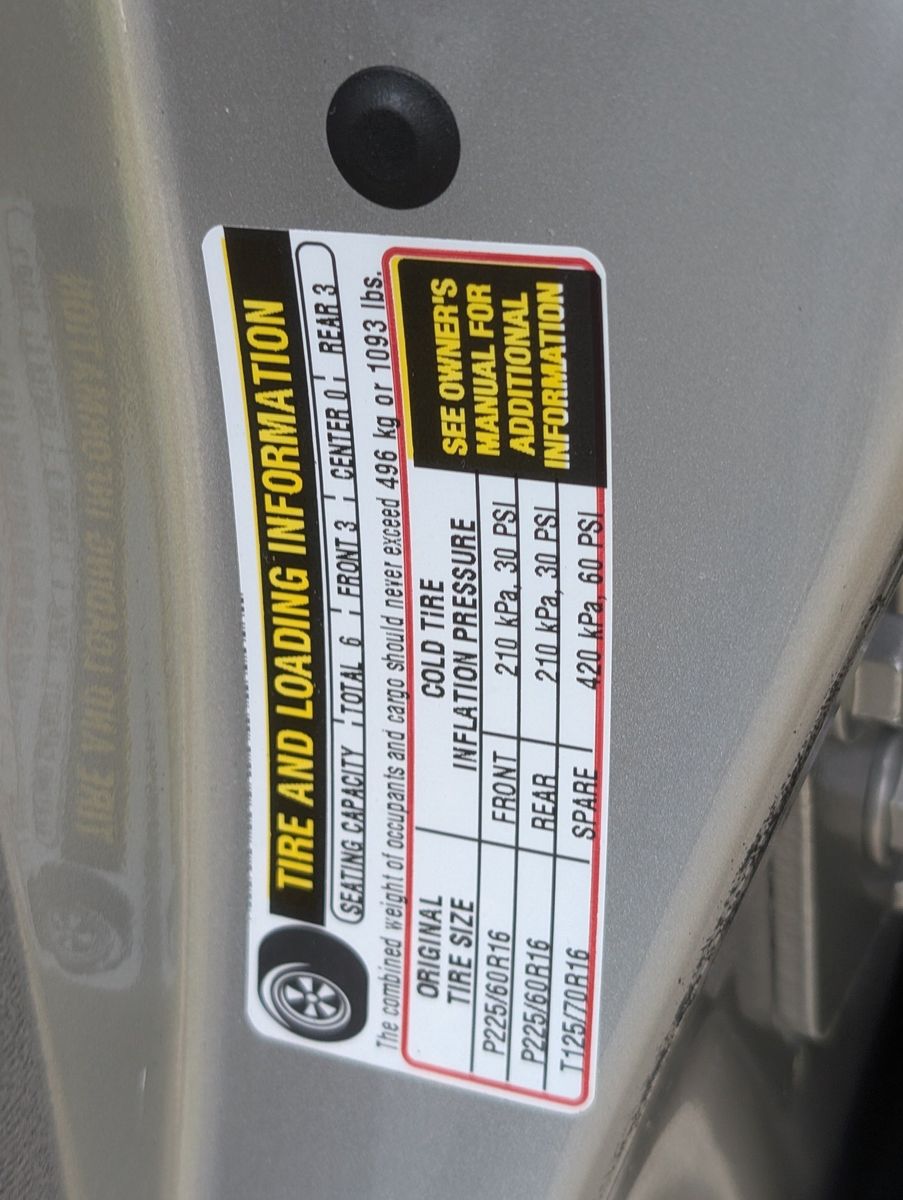 TIRE AND LOADING INFORMATION
SEATING CAPACITY TOTAL 6 FRONT 3 CENTER 0 REAR 3
The combined weight of occupants and cargo should never exceed 496 kg or 1093 lbs.
ORIGINAL TIRE SIZE
COLD TIRE INFLATION PRESSURE
P225/60R16 FRONT 210 kPa, 30 PSI
P225/60R16 REAR 210 kPa, 30 PSI
T125/70R16 SPARE 420 kPa, 60 PSI
SEE OWNER'S
MANUAL FOR
ADDITIONAL
INFORMATION